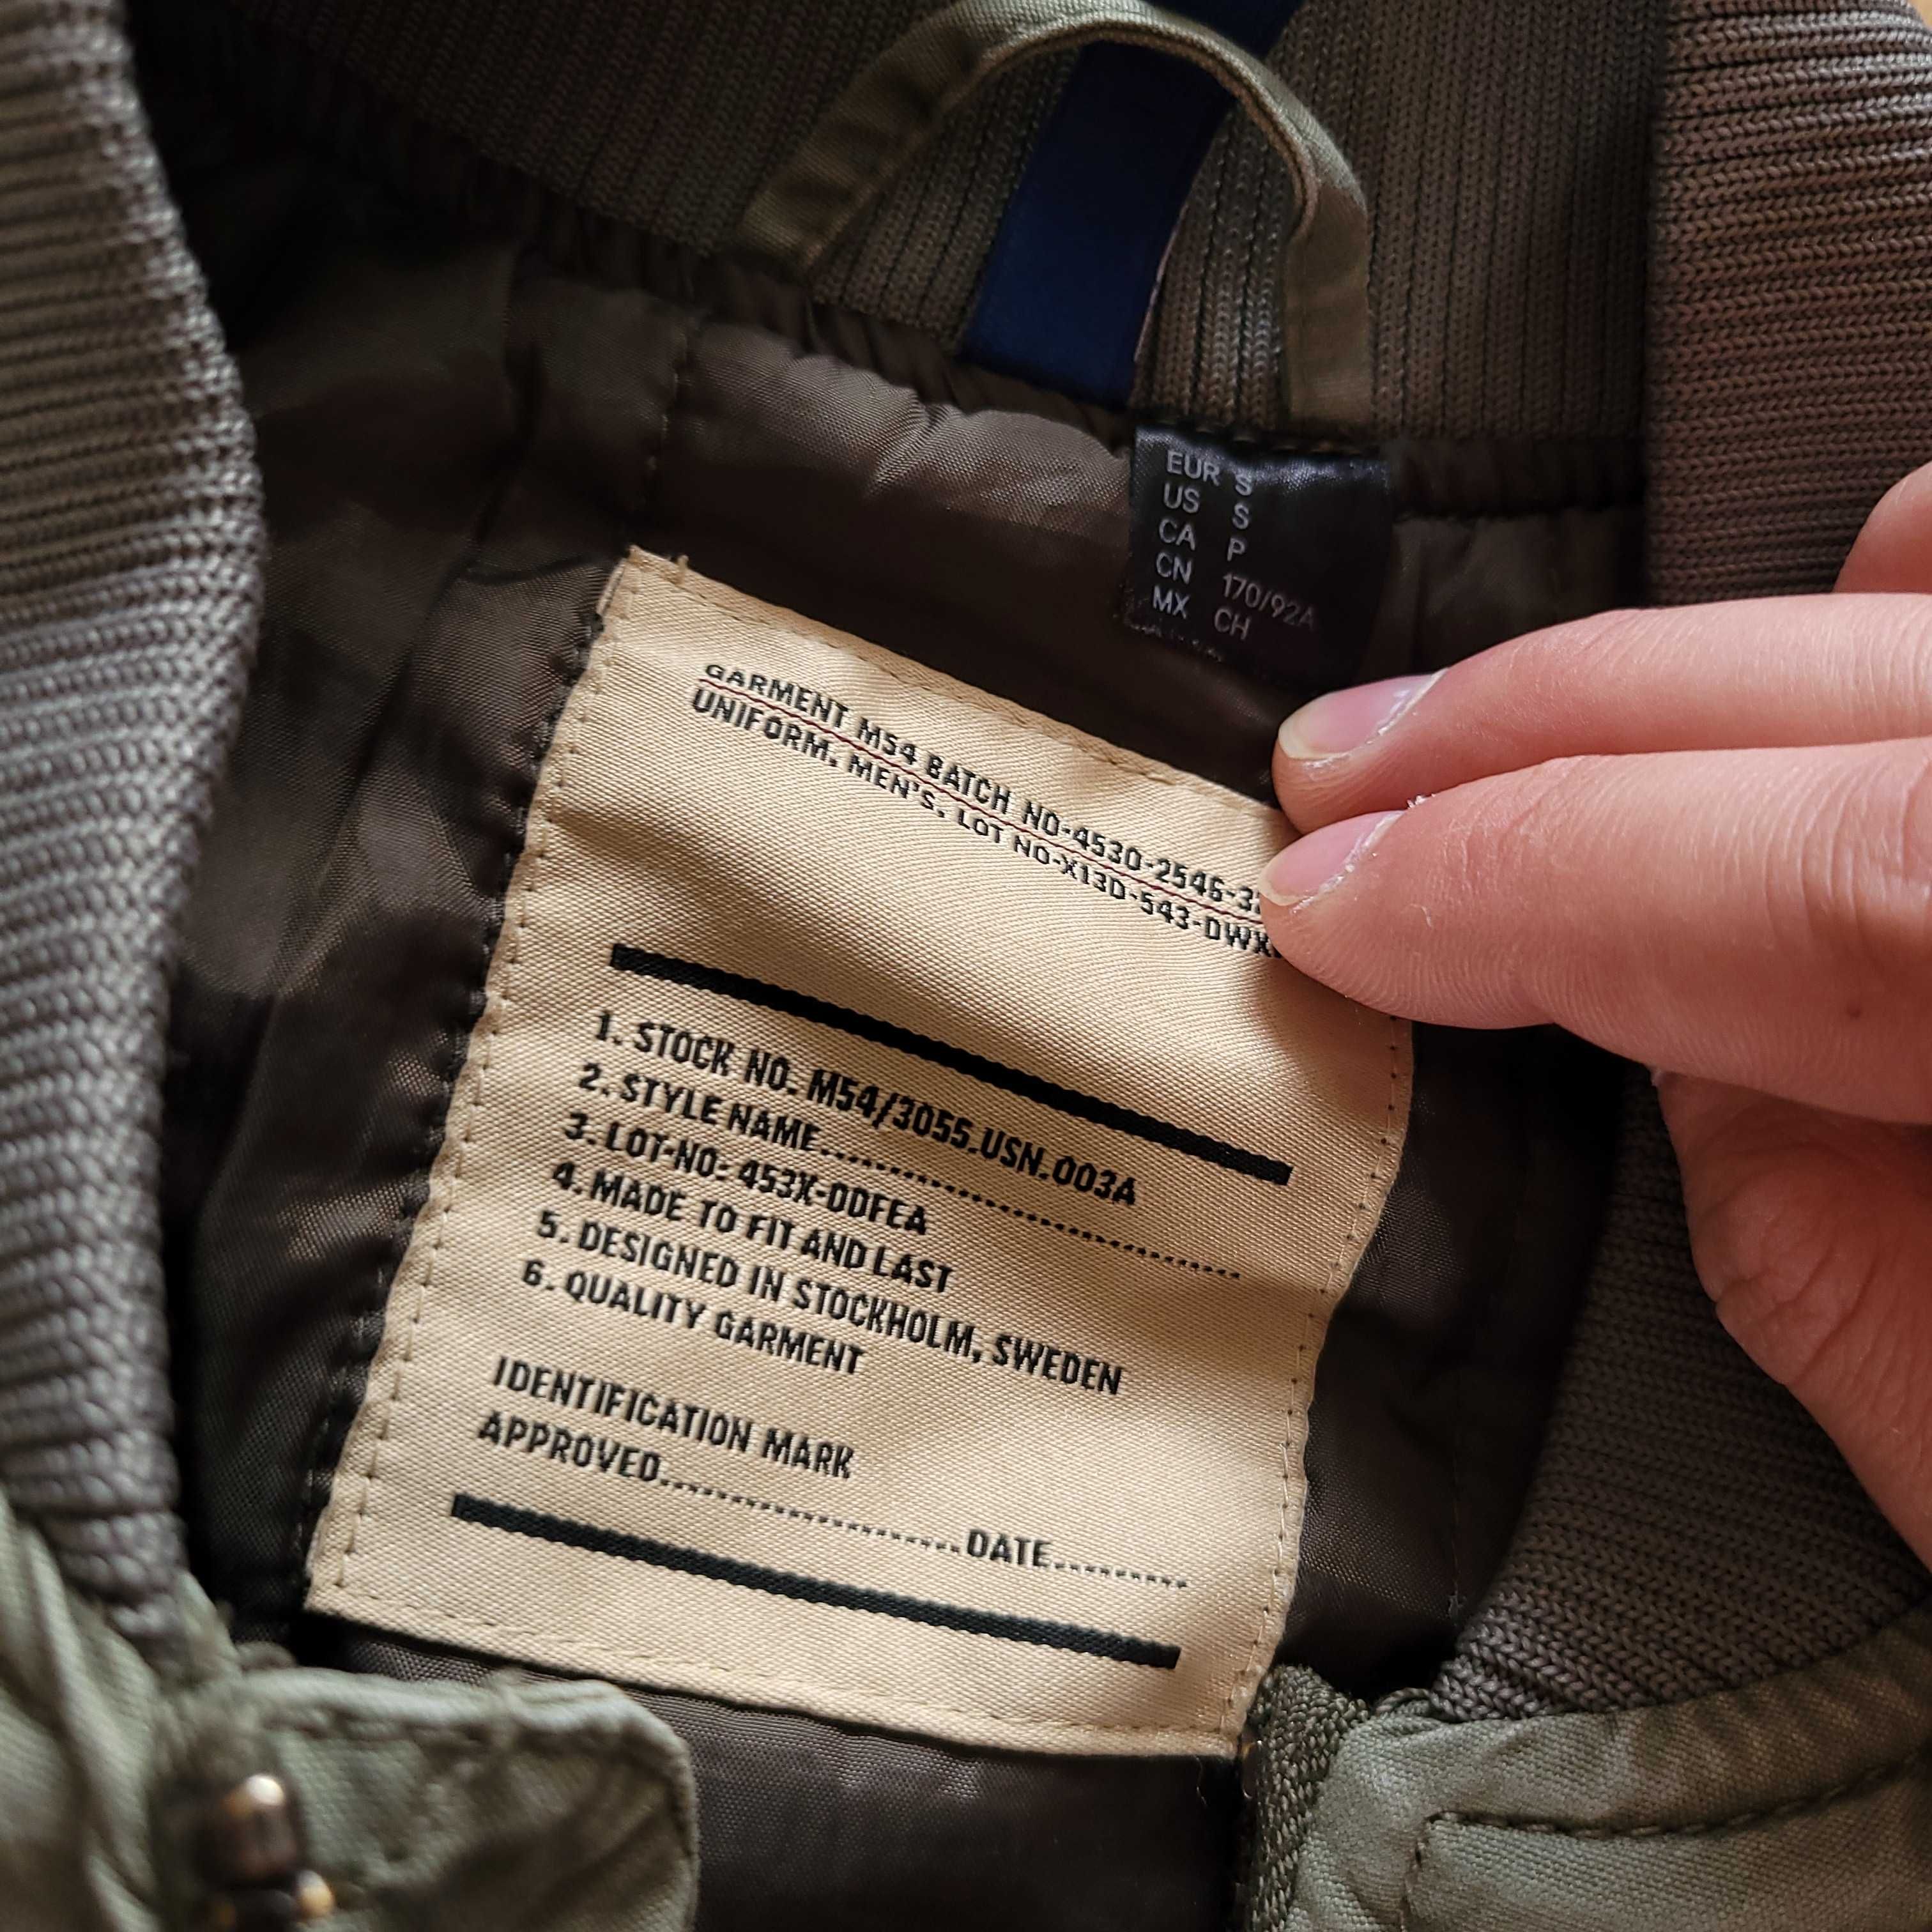 EUR S
US S
CA P
CN 170/92A
MX CH
GARMENT M54 BATCH NO-4530-2546-3
UNIFORM. MEN'S. LOT NO-X13D-543-DWX
1. STOCK NO. M54/3055.USN.003A
2. STYLE NAME........................................
3. LOT-NO: 453X-DDFEA
4. MADE TO FIT AND LAST
5. DESIGNED IN STOCKHOLM, SWEDEN
6. QUALITY GARMENT
IDENTIFICATION MARK
APPROVED..............................DATE.............